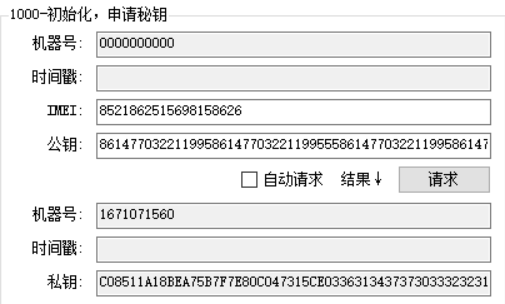 1000-初始化，申请秘钥
机器号: 0000000000
时间戳:
IMEI: 8521862515698158626
公钥: 8614770322119958614770322119955586147703221199586147
自动请求 结果↓ 请求
机器号: 1671071560
时间戳:
私钥: C08511A18BEA75B7F7E80C047315CE0336313437373033323231